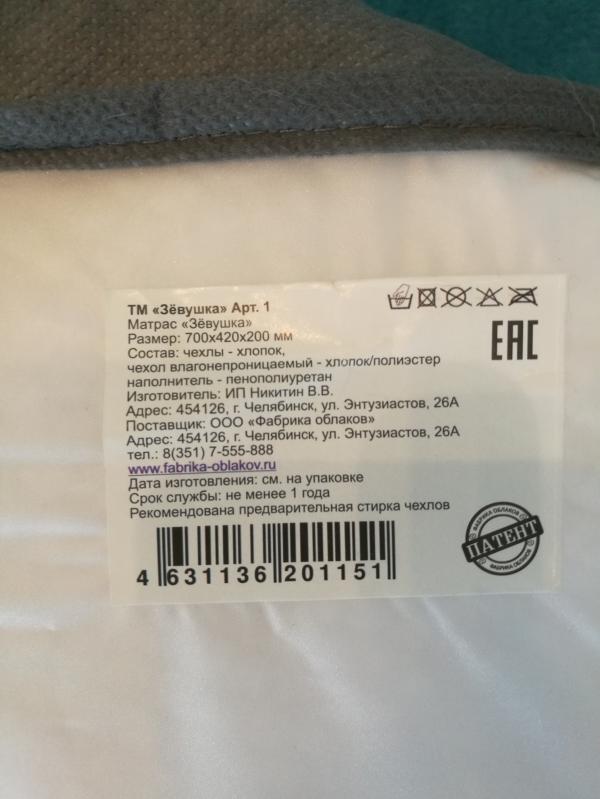 ТМ «Зёвушка» Арт. 1
Матрас «Зёвушка»
Размер: 700х420х200 мм
Состав: чехлы - хлопок,
чехол влагонепроницаемый - хлопок/полиэстер
наполнитель - пенополиуретан
Изготовитель: ИП Никитин В.В.
Адрес: 454126, г. Челябинск, ул. Энтузиастов, 26А
Поставщик: ООО «Фабрика облаков»
Адрес: 454126, г. Челябинск, ул. Энтузиастов, 26А
тел.: 8(351) 7-555-888
www.fabrika-oblakov.ru
Дата изготовления: см. на упаковке
Срок службы: не менее 1 года
Рекомендована предварительная стирка чехлов
EAC
4 631136 201151
ФАБРИКА ОБЛАКОВ
ПАТЕНТ
ФАБРИКА ОБЛАКОВ